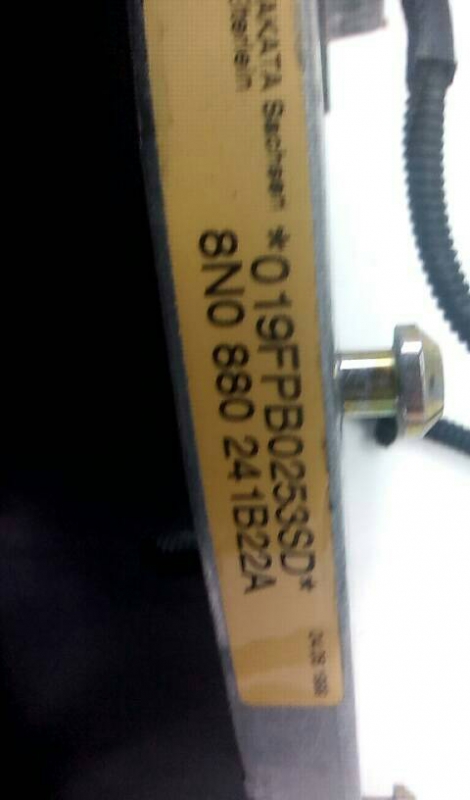 AKATA Sachsen *019FPB0253SD*
8N0 880 241B22A